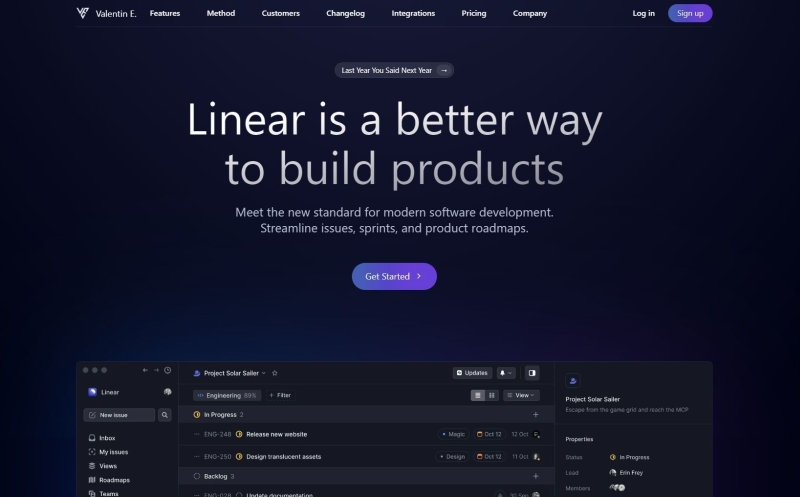 Valentin E. Features Method Customers Changelog Integrations Pricing Company Log in Sign up
Last Year You Said Next Year →
Linear is a better way
to build products
Meet the new standard for modern software development.
Streamline issues, sprints, and product roadmaps.
Get Started
Linear
New issue
Inbox
My issues
Views
Roadmaps
Teams
Project Solar Sailer
Updates
Engineering 88%
+ Filter
View
In Progress 2
ENG-248 Release new website Magic Oct 12 12 Oct
ENG-250 Design translucent assets Design Oct 12 11 Oct
Backlog 3
ENG-028 Update documentation 30 Sep
Project Solar Sailer
Escape from the game grid and reach the MCP
Properties
Status In Progress
Lead Erin Frey
Members